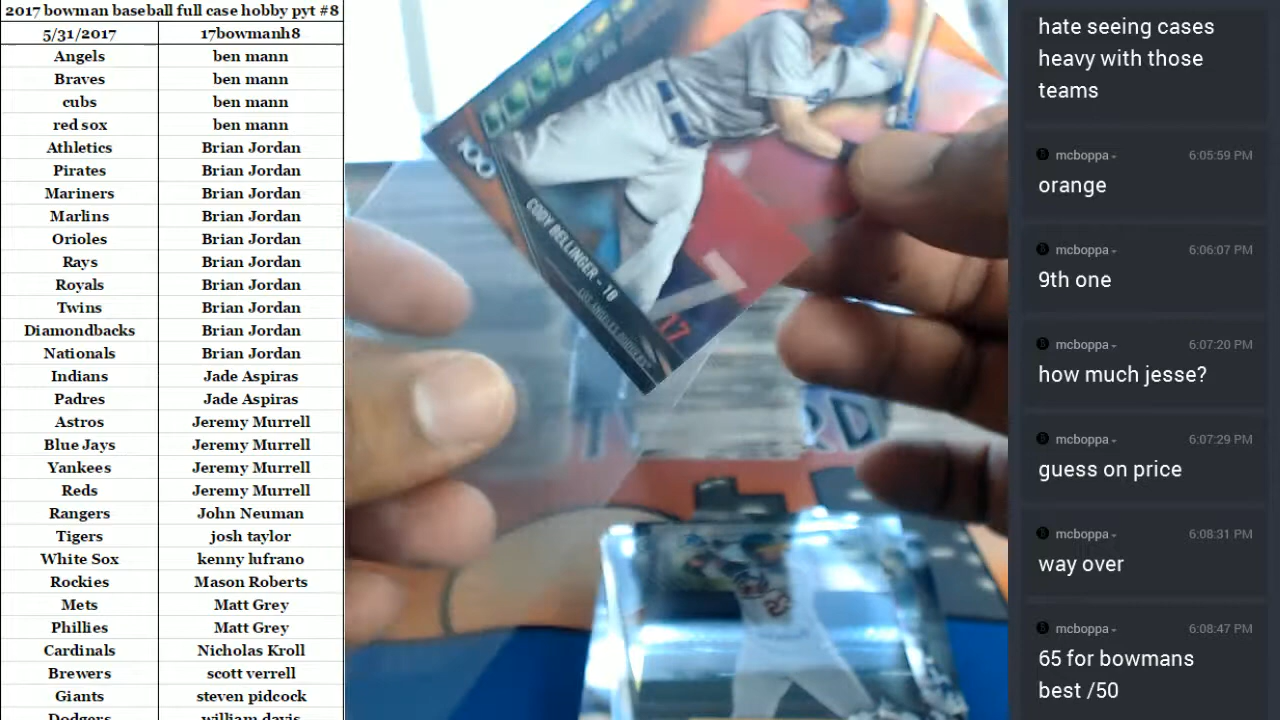 2017 bowman baseball full case hobby pyt #8
5/31/2017 17bowmanh8
Angels ben mann
Braves ben mann
cubs ben mann
red sox ben mann
Athletics Brian Jordan
Pirates Brian Jordan
Mariners Brian Jordan
Marlins Brian Jordan
Orioles Brian Jordan
Rays Brian Jordan
Royals Brian Jordan
Twins Brian Jordan
Diamondbacks Brian Jordan
Nationals Brian Jordan
Indians Jade Aspiras
Padres Jade Aspiras
Astros Jeremy Murrell
Blue Jays Jeremy Murrell
Yankees Jeremy Murrell
Reds Jeremy Murrell
Rangers John Neuman
Tigers josh taylor
White Sox kenny lufrano
Rockies Mason Roberts
Mets Matt Grey
Phillies Matt Grey
Cardinals Nicholas Kroll
Brewers scott verrell
Giants steven pidcock
Dodgers william davis
100
CODY BELLINGER - 1B
LOS ANGELES DODGERS
17
hate seeing cases
heavy with those
teams
mcboppa 6:05:59 PM
orange
mcboppa 6:06:07 PM
9th one
mcboppa 6:07:20 PM
how much jesse?
mcboppa 6:07:29 PM
guess on price
mcboppa 6:08:31 PM
way over
mcboppa 6:08:47 PM
65 for bowmans
best /50